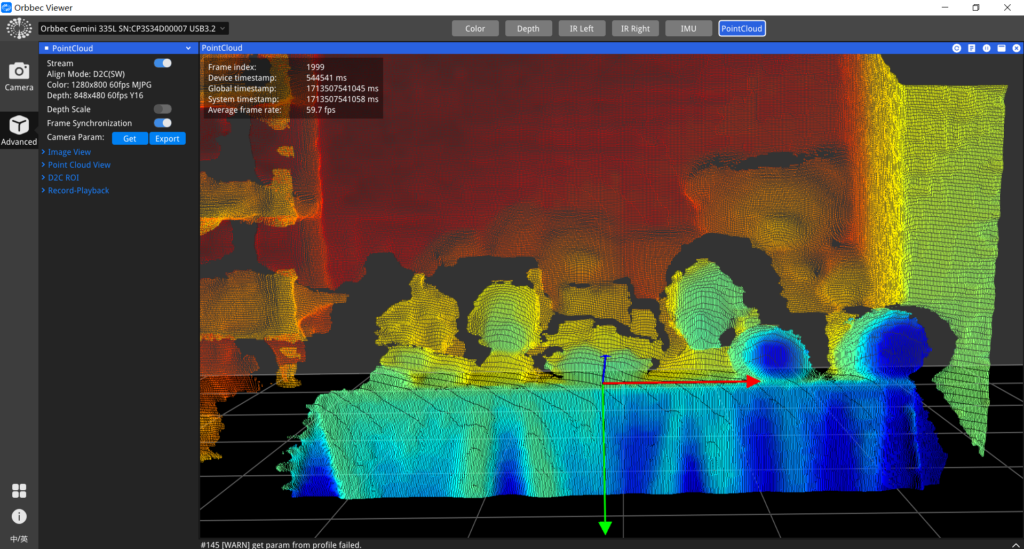 Orbbec Viewer
Orbbec Gemini 335L SN:CP3S34D00007 USB3.2
Color
Depth
IR Left
IR Right
IMU
PointCloud
PointCloud
PointCloud
Camera
Advanced
Stream
Align Mode: D2C(SW)
Color: 1280x800 60fps MJPG
Depth: 848x480 60fps Y16
Depth Scale
Frame Synchronization
Camera Param:
Get
Export
Image View
Point Cloud View
D2C ROI
Record-Playback
Frame index: 1999
Device timestamp: 544541 ms
Global timestamp: 1713507541045 ms
System timestamp: 1713507541058 ms
Average frame rate: 59.7 fps
中/英
#145 [WARN] get param from profile failed.